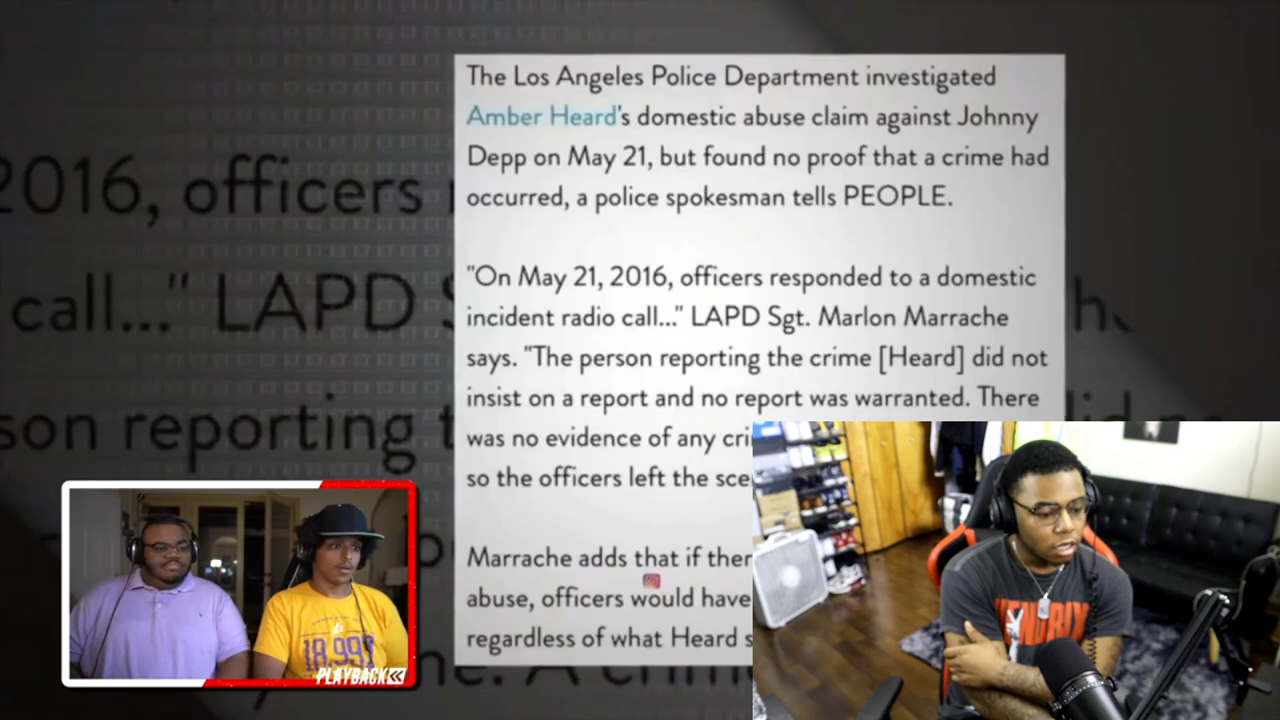 The Los Angeles Police Department investigated
Amber Heard's domestic abuse claim against Johnny
Depp on May 21, but found no proof that a crime had
occurred, a police spokesman tells PEOPLE.
"On May 21, 2016, officers responded to a domestic
incident radio call..." LAPD Sgt. Marlon Marrache
says. "The person reporting the crime [Heard] did not
insist on a report and no report was warranted. There
was no evidence of any cri
so the officers left the sce
Marrache adds that if ther
abuse, officers would have
regardless of what Heard s
2016, officers
call..." LAPD
son reporting
A crim
18,997
PLAYBACK